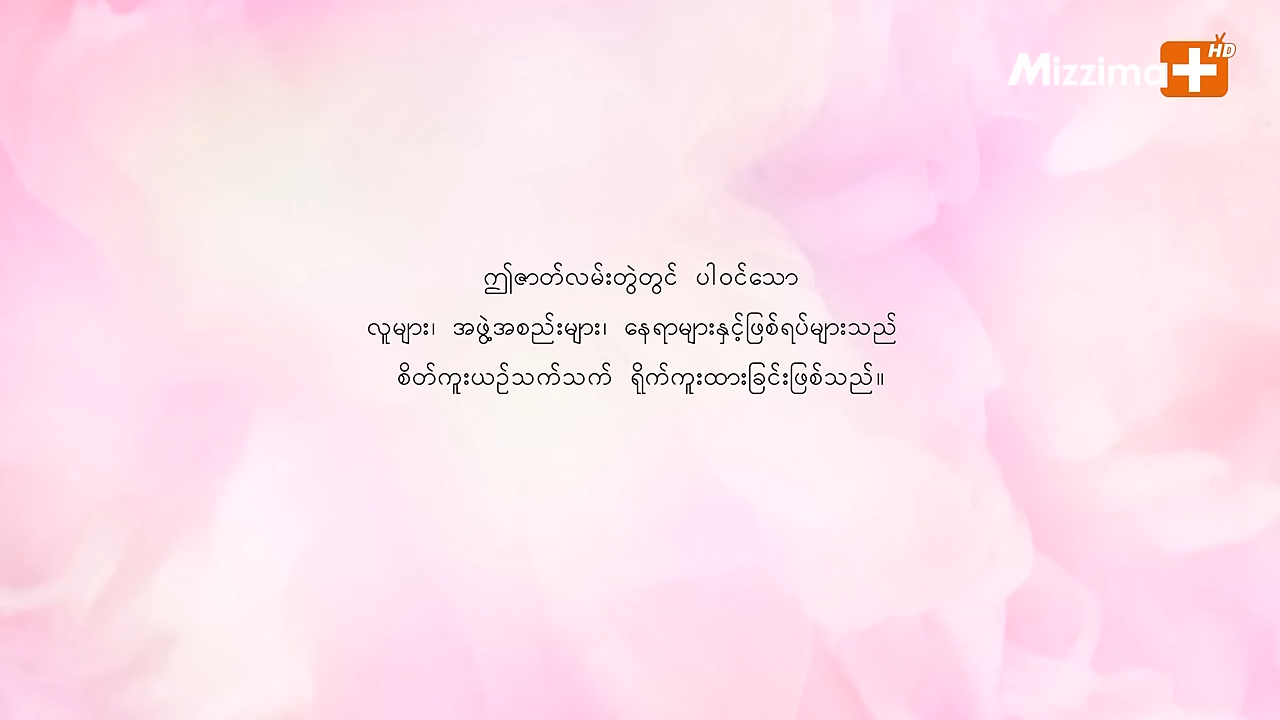 Mizzima+ HD
ဤဇာတ်လမ်းတွဲတွင် ပါဝင်သော
လူများ၊ အဖွဲ့အစည်းများ၊ နေရာများနှင့်ဖြစ်ရပ်များသည်
စိတ်ကူးယဉ်သက်သက် ရိုက်ကူးထားခြင်းဖြစ်သည်။